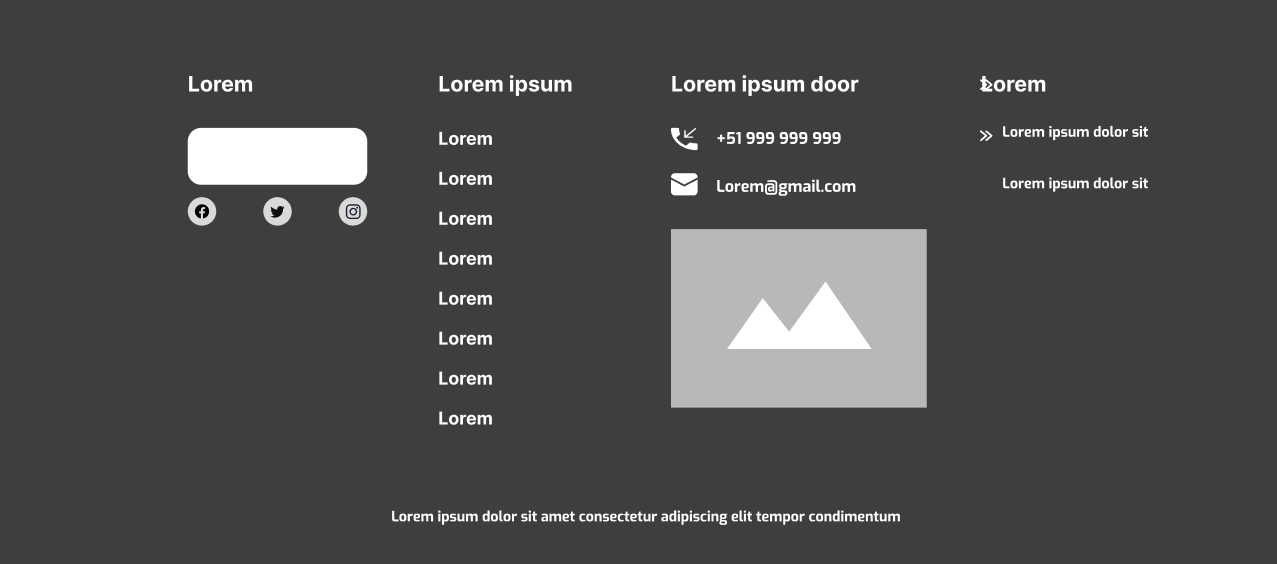 Lorem
Lorem ipsum
Lorem
Lorem
Lorem
Lorem
Lorem
Lorem
Lorem
Lorem
Lorem ipsum door
+51 999 999 999
Lorem@gmail.com
Lorem
Lorem ipsum dolor sit
Lorem ipsum dolor sit
Lorem ipsum dolor sit amet consectetur adipiscing elit tempor condimentum